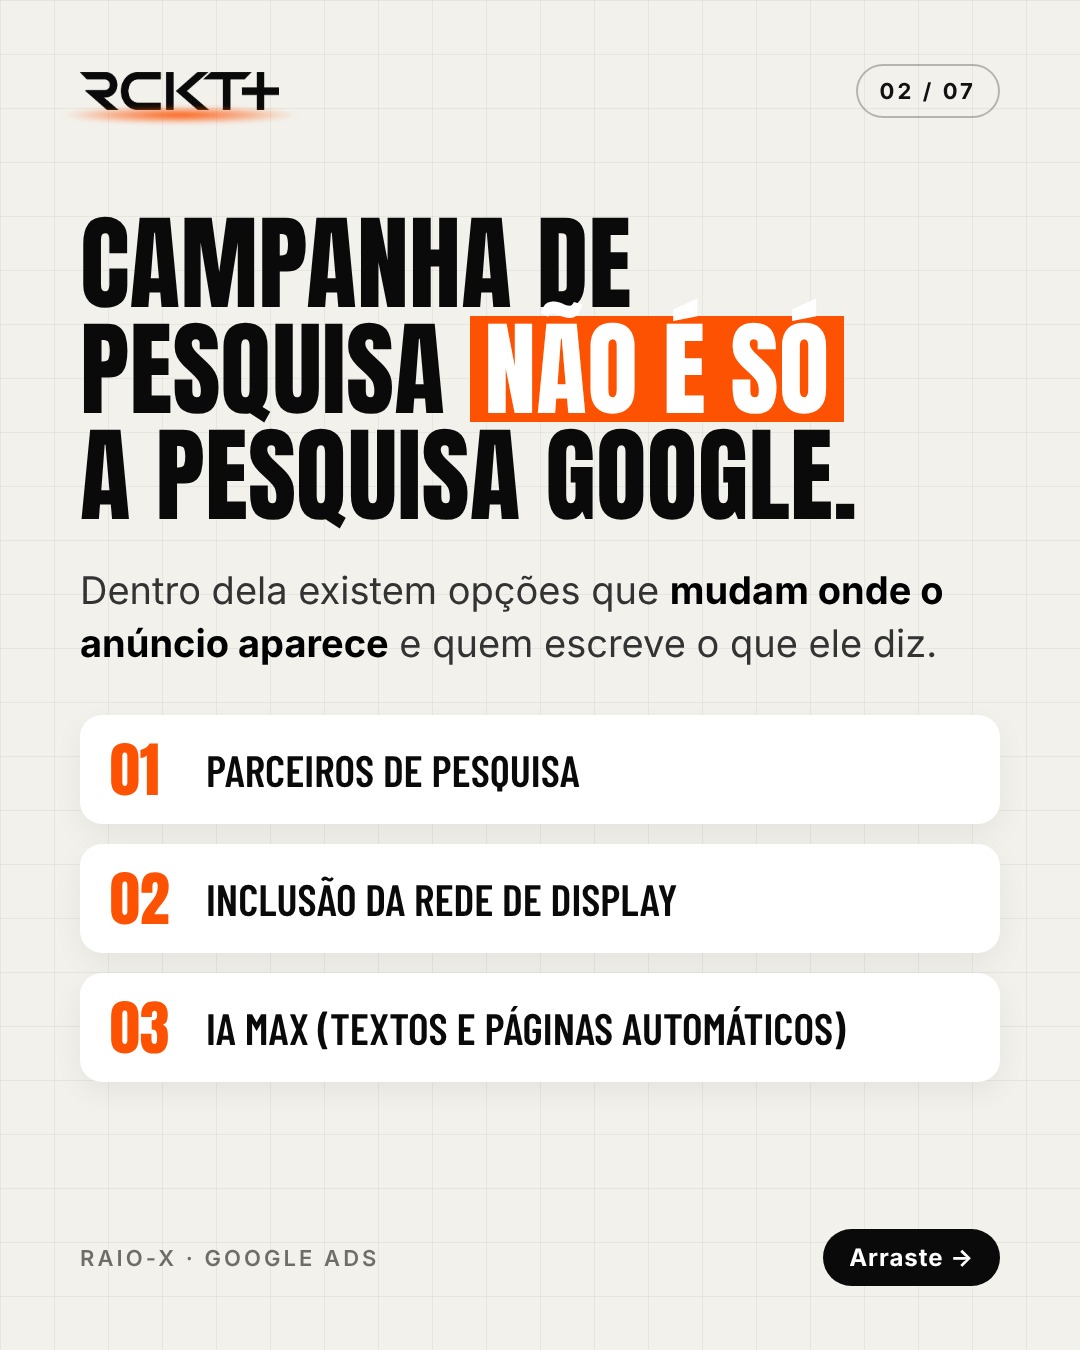 RCKT+
02 / 07
CAMPANHA DE
PESQUISA NÃO É SÓ
A PESQUISA GOOGLE.
Dentro dela existem opções que mudam onde o
anúncio aparece e quem escreve o que ele diz.
01 PARCEIROS DE PESQUISA
02 INCLUSÃO DA REDE DE DISPLAY
03 IA MAX (TEXTOS E PÁGINAS AUTOMÁTICOS)
RAIO-X · GOOGLE ADS
Arraste →